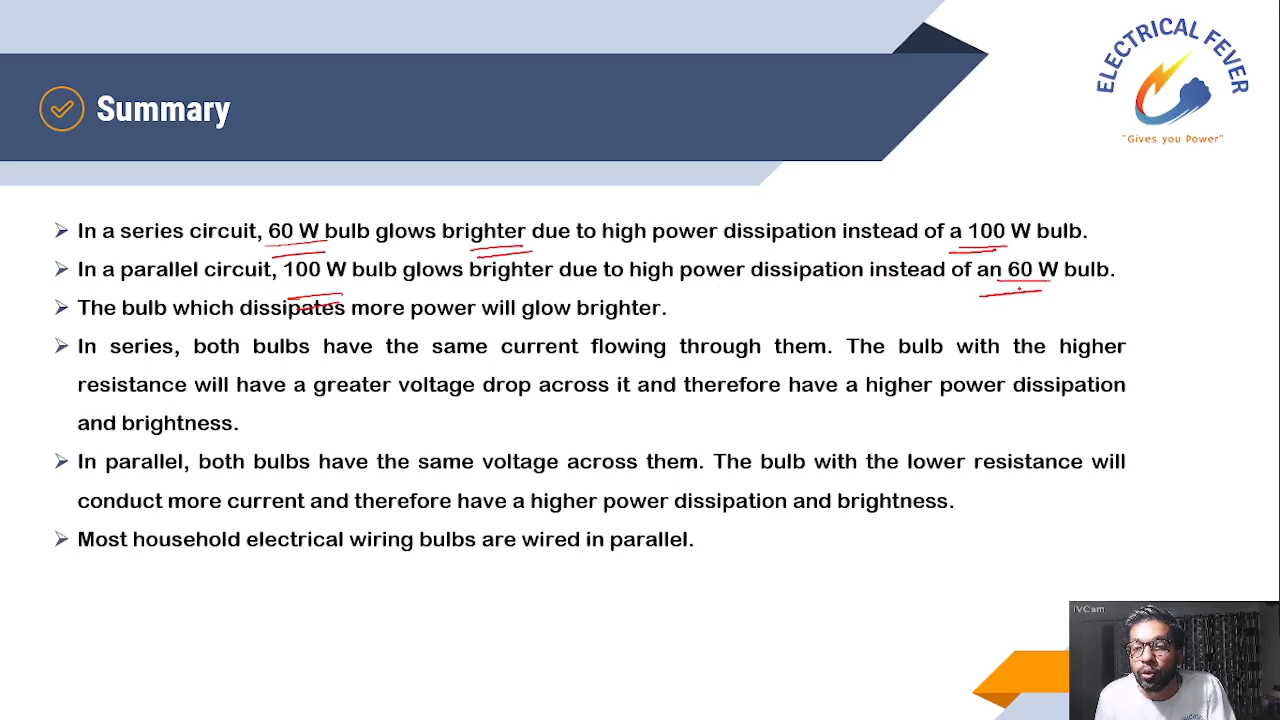 ELECTRICAL FEVER
"Gives you Power"
Summary
In a series circuit, 60 W bulb glows brighter due to high power dissipation instead of a 100 W bulb.
In a parallel circuit, 100 W bulb glows brighter due to high power dissipation instead of an 60 W bulb.
The bulb which dissipates more power will glow brighter.
In series, both bulbs have the same current flowing through them. The bulb with the higher
resistance will have a greater voltage drop across it and therefore have a higher power dissipation
and brightness.
In parallel, both bulbs have the same voltage across them. The bulb with the lower resistance will
conduct more current and therefore have a higher power dissipation and brightness.
Most household electrical wiring bulbs are wired in parallel.
iVCam